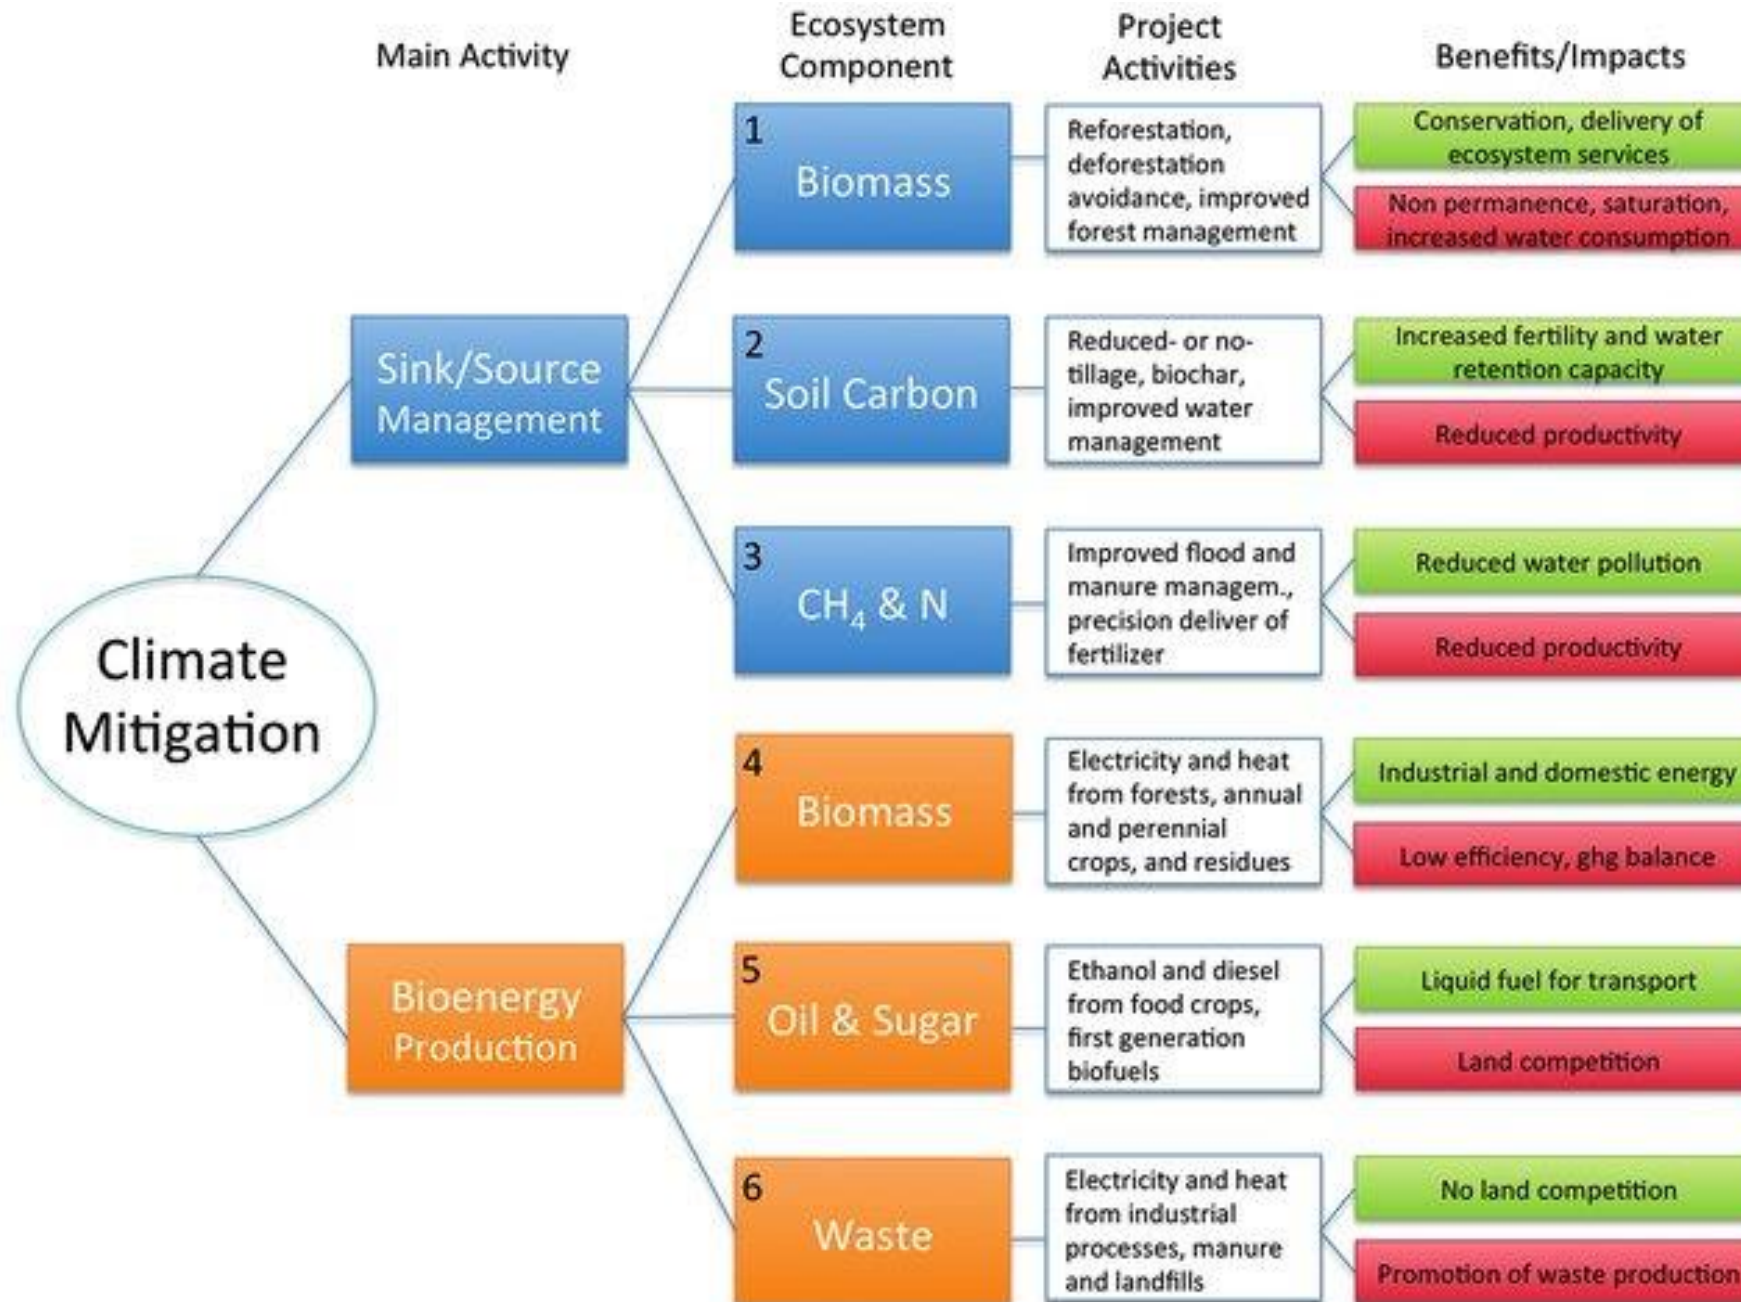 Main Activity
Ecosystem
Component
Project
Activities
Benefits/Impacts
Climate
Mitigation
Sink/Source
Management
1
Biomass
Reforestation,
deforestation
avoidance, improved
forest management
Conservation, delivery of
ecosystem services
Non permanence, saturation,
increased water consumption
2
Soil Carbon
Reduced- or no-
tillage, biochar,
improved water
management
Increased fertility and water
retention capacity
Reduced productivity
3
CH₄ & N
Improved flood and
manure managem.,
precision deliver of
fertilizer
Reduced water pollution
Reduced productivity
Bioenergy
Production
4
Biomass
Electricity and heat
from forests, annual
and perennial
crops, and residues
Industrial and domestic energy
Low efficiency, ghg balance
5
Oil & Sugar
Ethanol and diesel
from food crops,
first generation
biofuels
Liquid fuel for transport
Land competition
6
Waste
Electricity and heat
from industrial
processes, manure
and landfills
No land competition
Promotion of waste production